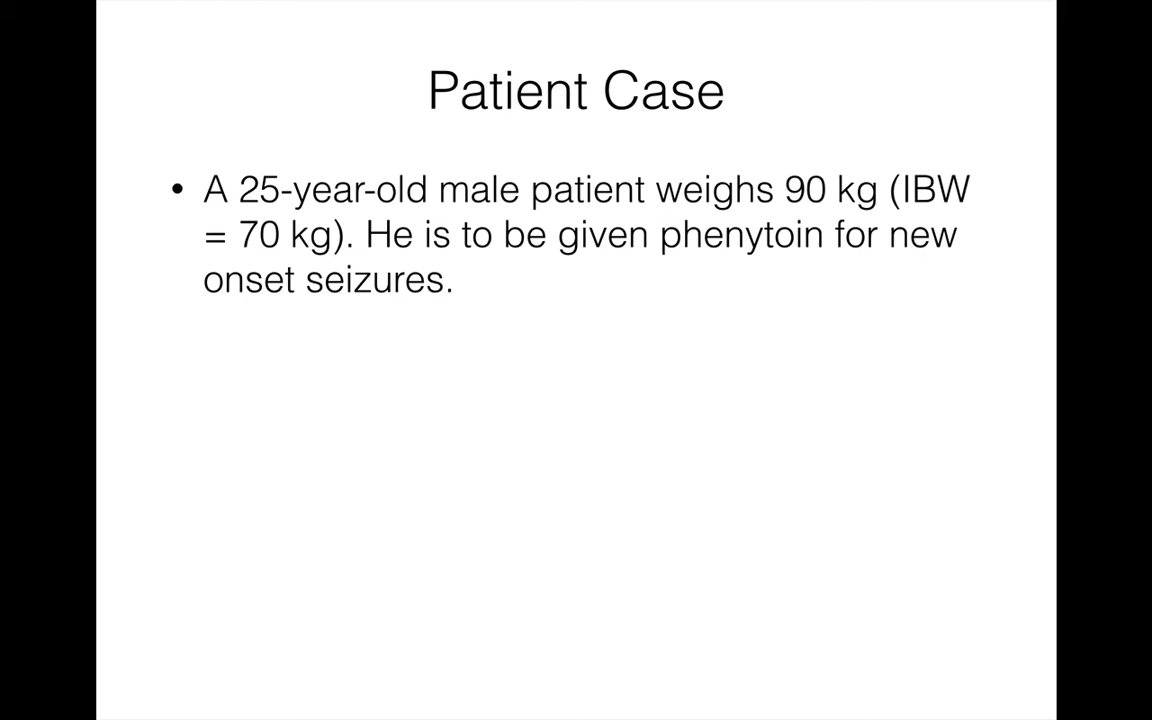 Patient Case
• A 25-year-old male patient weighs 90 kg (IBW
= 70 kg). He is to be given phenytoin for new
onset seizures.